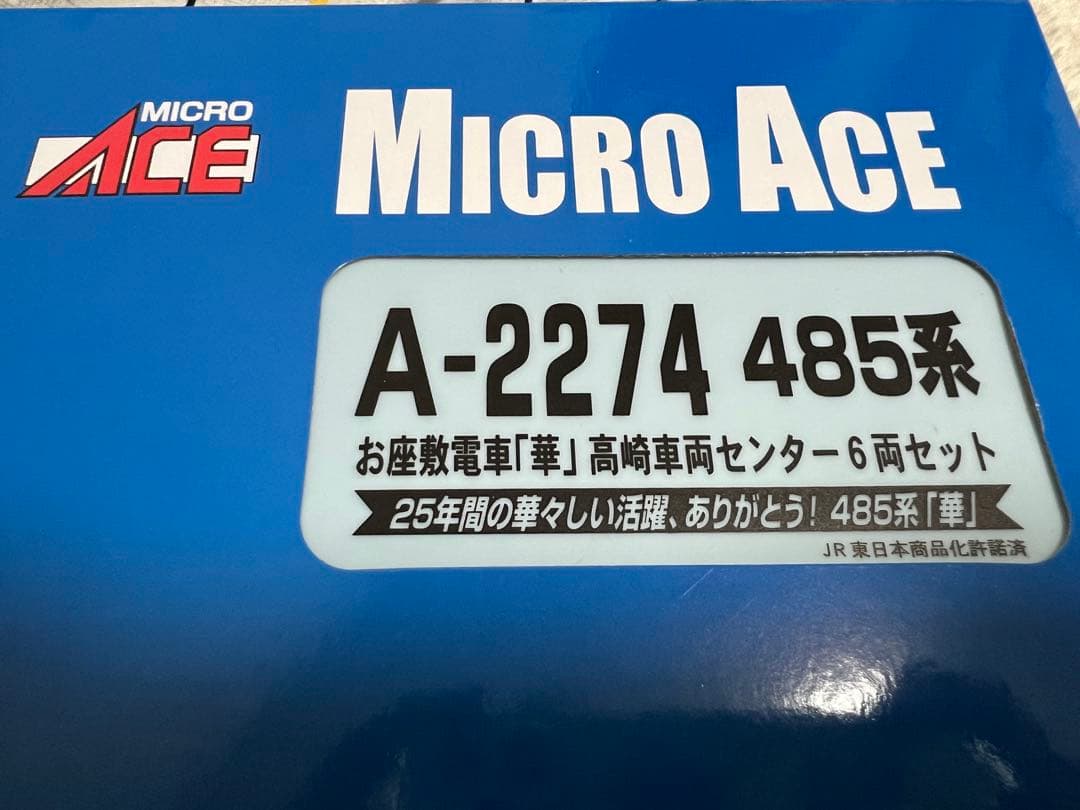 MICRO
ACE
MICRO ACE
A-2274 485系
お座敷電車「華」高崎車両センター6両セット
25年間の華々しい活躍、ありがとう! 485系「華」
JR東日本商品化許諾済